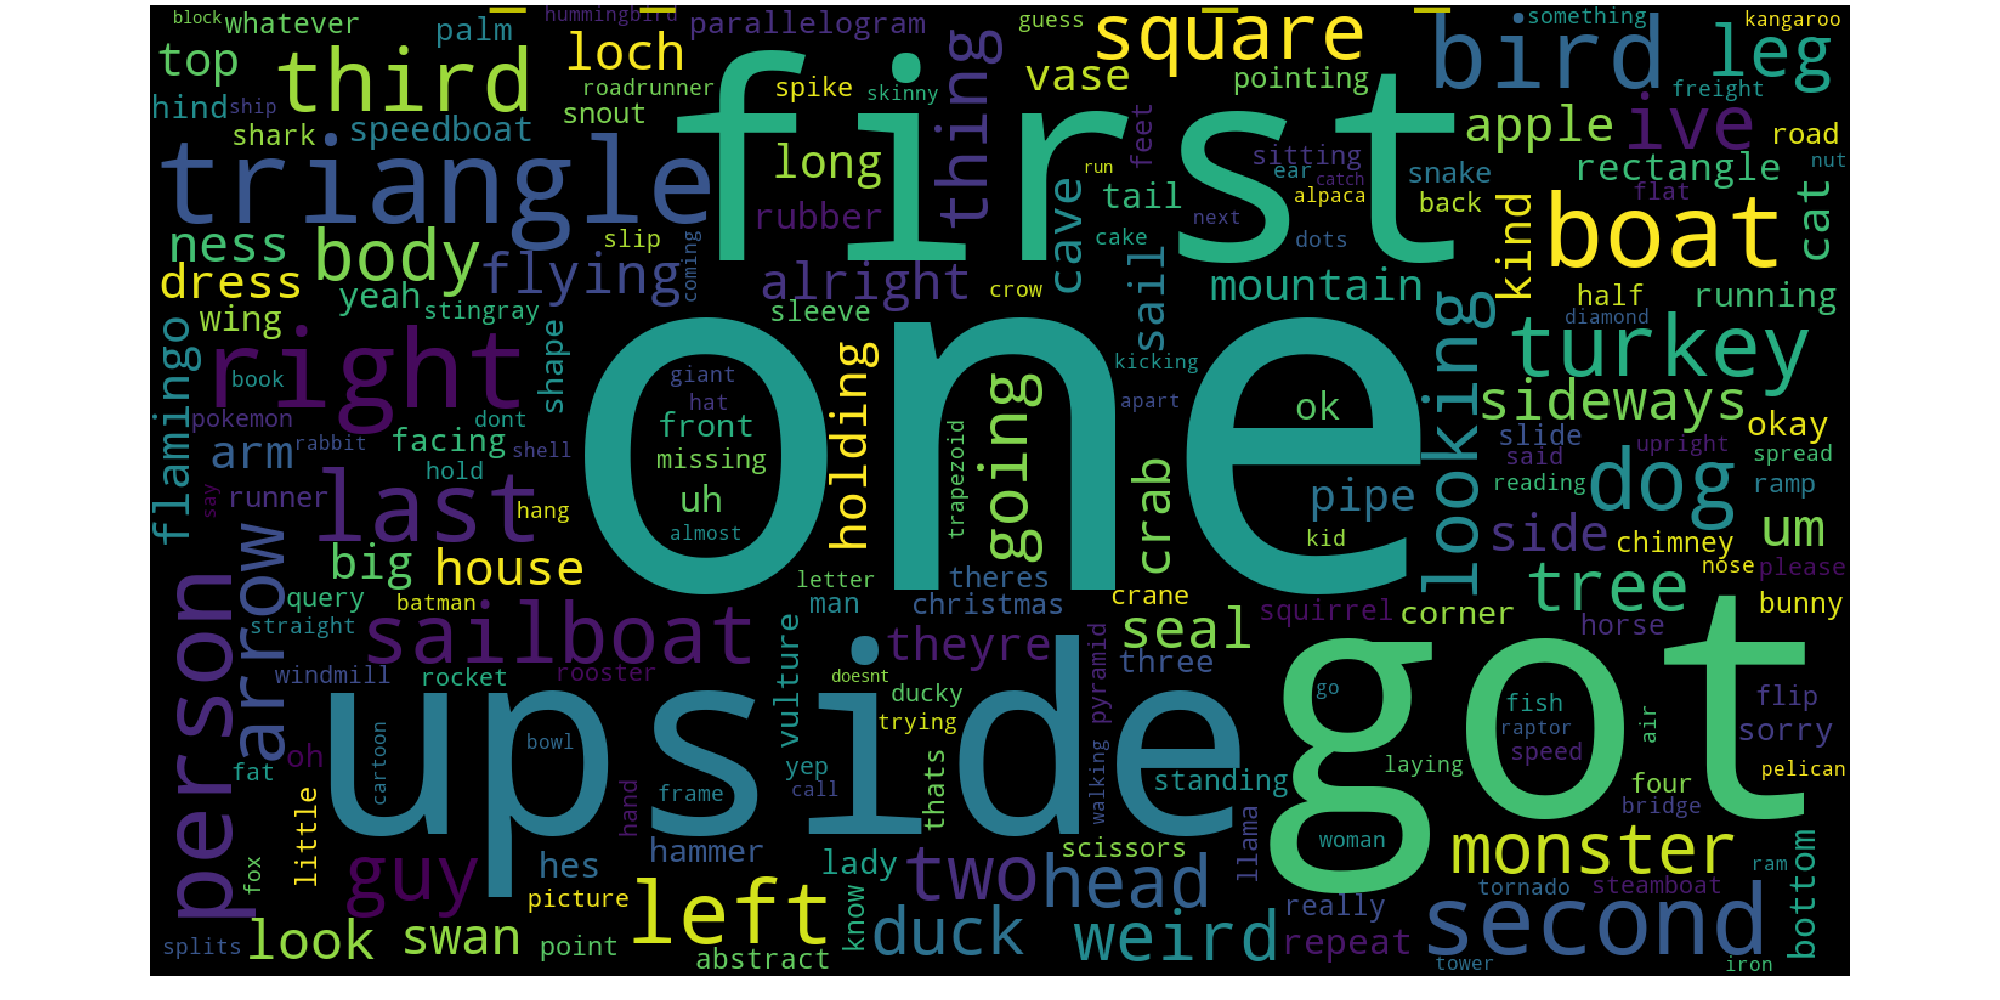 block
whatever
palm
hummingbird
parallelogram
guess
square
something
kangaroo
bird
leg
top
third
loch
roadrunner
spike
skinny
thing
vase
pointing
freight
hind
ship
snout
first
apple
ive
road
shark
speedboat
feet
triangle
long
run
sitting
ear
catch
snake
rectangle
nut
rubber
cave
tail
alpaca
back
flat
next
kind
boat
cat
ness
body
slip
flying
coming
alright
cake
dots
sail
mountain
dress
yeah
stingray
crow
half
running
wing
sleeve
diamond
flamingo
right
shape
one
looking
turkey
book
giant
holding
kicking
hat
going
apart
ok
sideways
pokemon
dont
front
arm
rabbit
facing
shell
missing
trapezoid
okay
slide
upright
said
spread
hold
crab
dog
reading
ramp
say
runner
last
hang
uh
pipe
almost
kid
side
um
chimney
person
arrow
big
house
nose
please
theres
letter
query
batman
man
christmas
crane
squirrel
corner
tree
bunny
straight
sailboat
theyre
seal
horse
pyramid
vulture
three
windmill
rocket
rooster
doesnt
ducky
go
got
fish
flip
upside
trying
raptor
air
sorry
cartoon
bowl
speed
fat
oh
yep
thats
walking
standing
laying
pelican
little
frame
call
four
hand
bridge
woman
hammer
scissors
llama
monster
bottom
fox
guy
hes
lady
two
head
ram
picture
tornado
steamboat
left
know
duck
weird
really
second
splits
look
swan
point
abstract
repeat
tower
iron